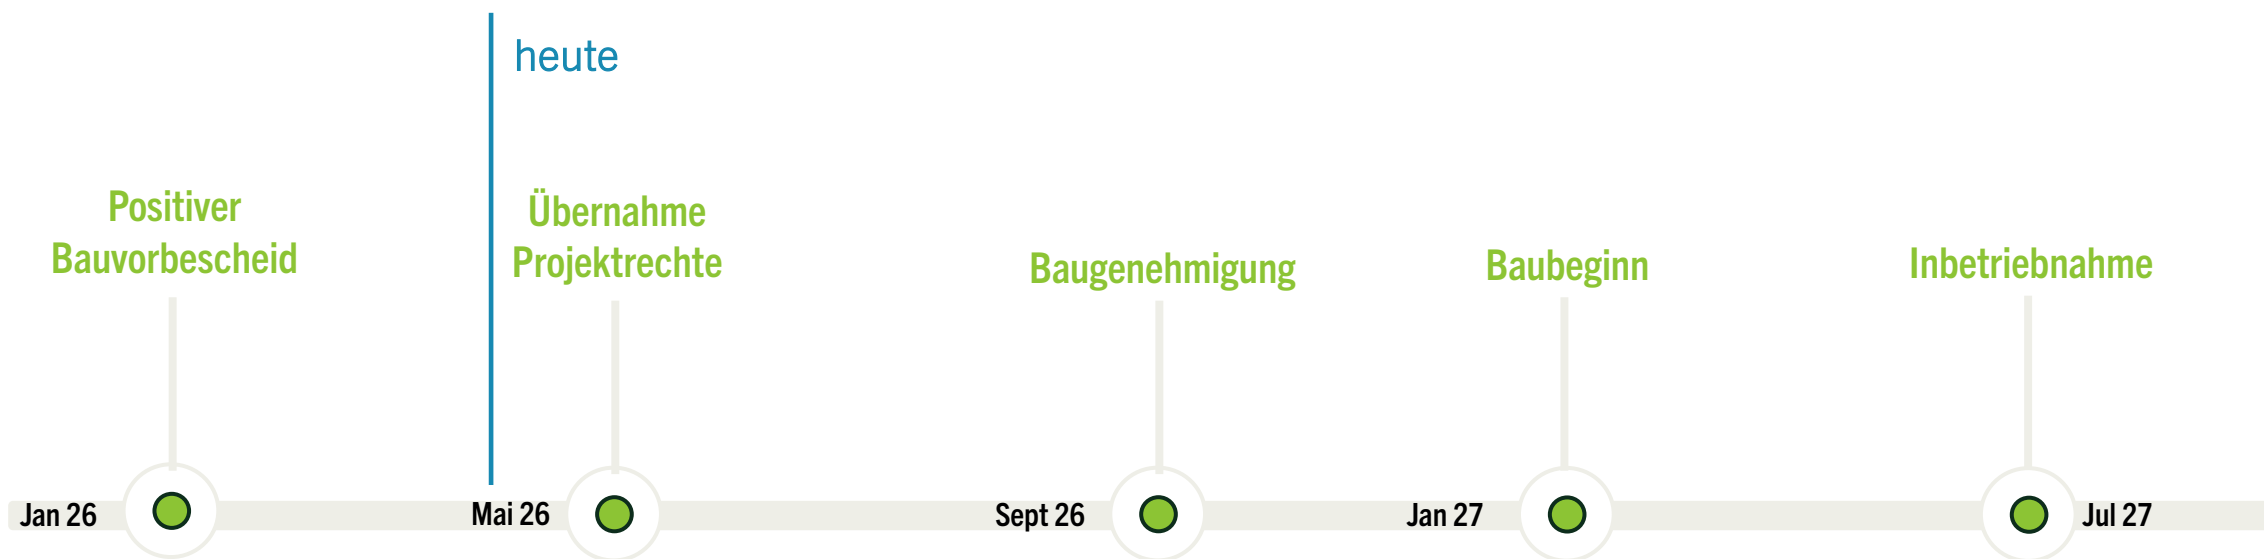 heute
Positiver
Bauvorbescheid
Übernahme
Projektrechte
Baugenehmigung
Baubeginn
Inbetriebnahme
Jan 26
Mai 26
Sept 26
Jan 27
Jul 27